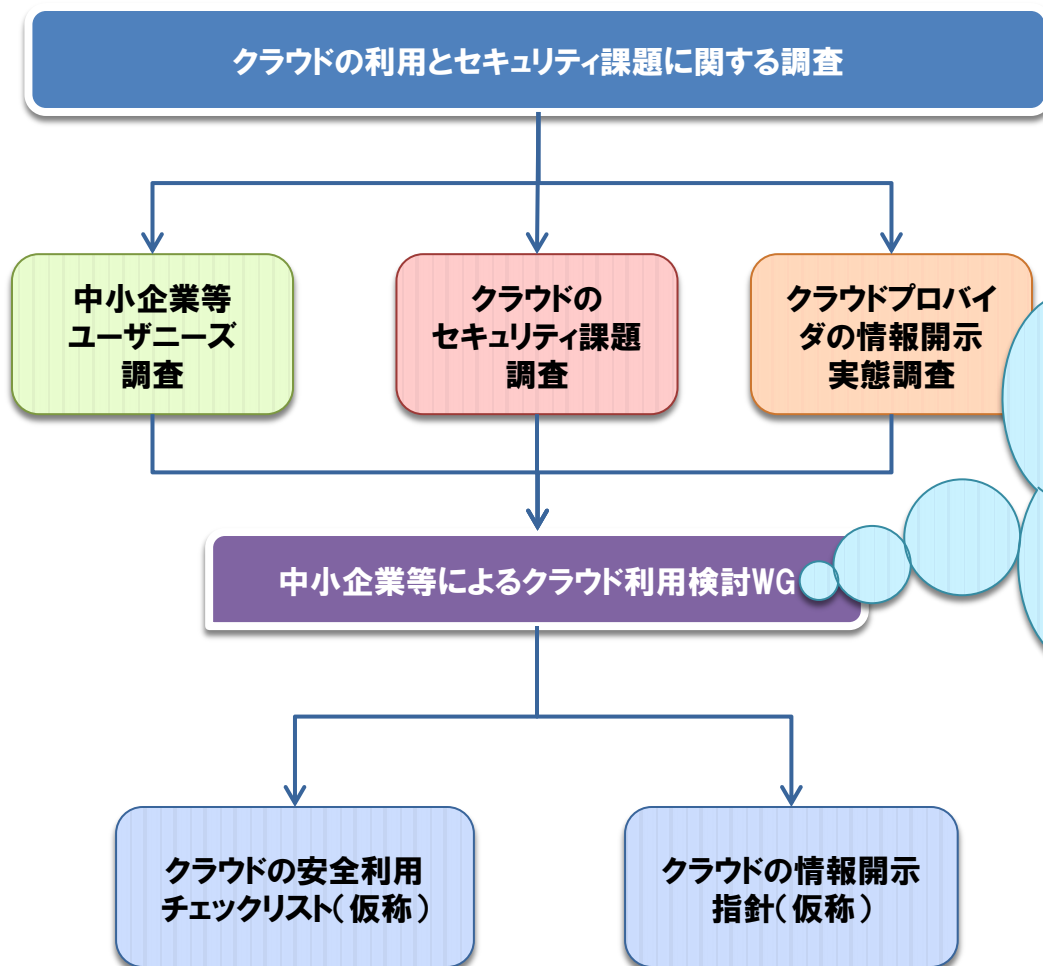 クラウドの利用とセキュリティ課題に関する調査
中小企業等
ユーザニーズ
調査
クラウドの
セキュリティ課題
調査
クラウドプロバイ
ダの情報開示
実態調査
中小企業等によるクラウド利用検討WG
クラウドの安全利用
チェックリスト(仮称)
クラウドの情報開示
指針(仮称)